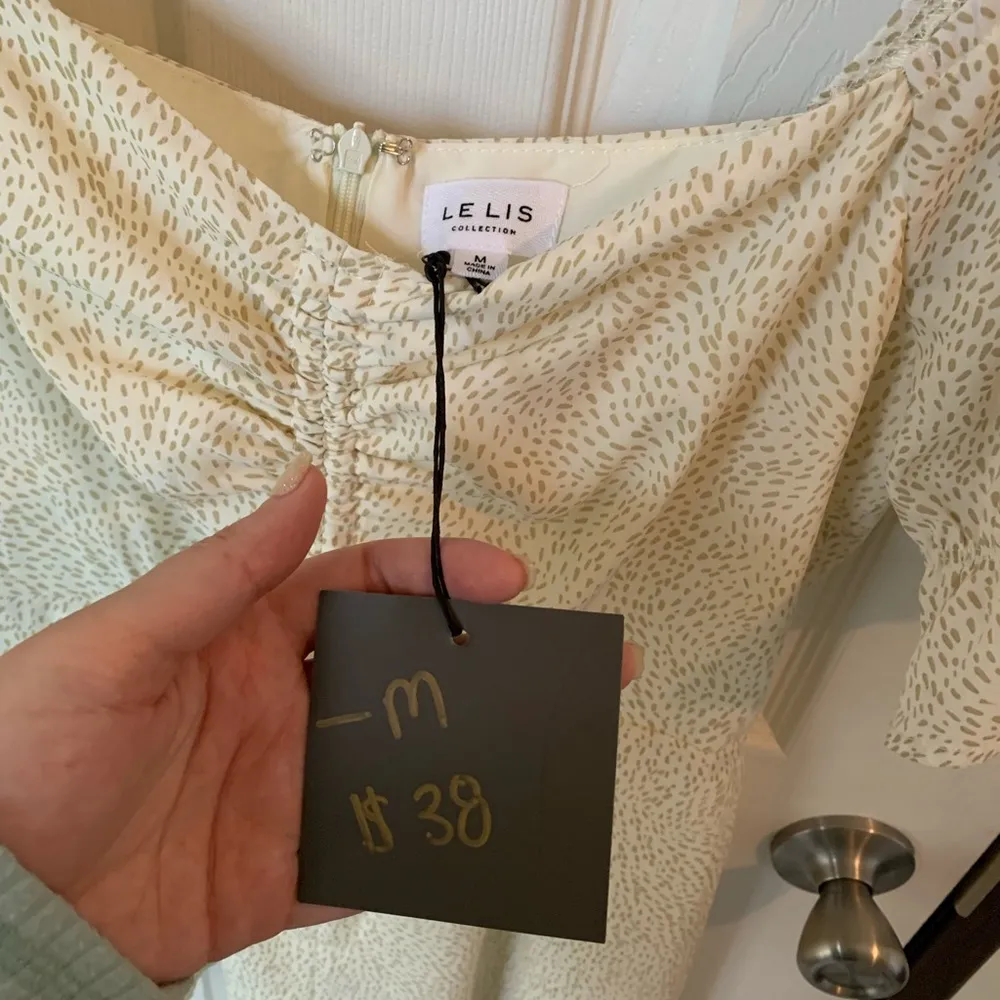 LE LIS
COLLECTION
M
MADE IN
CHINA
– M
$ 38